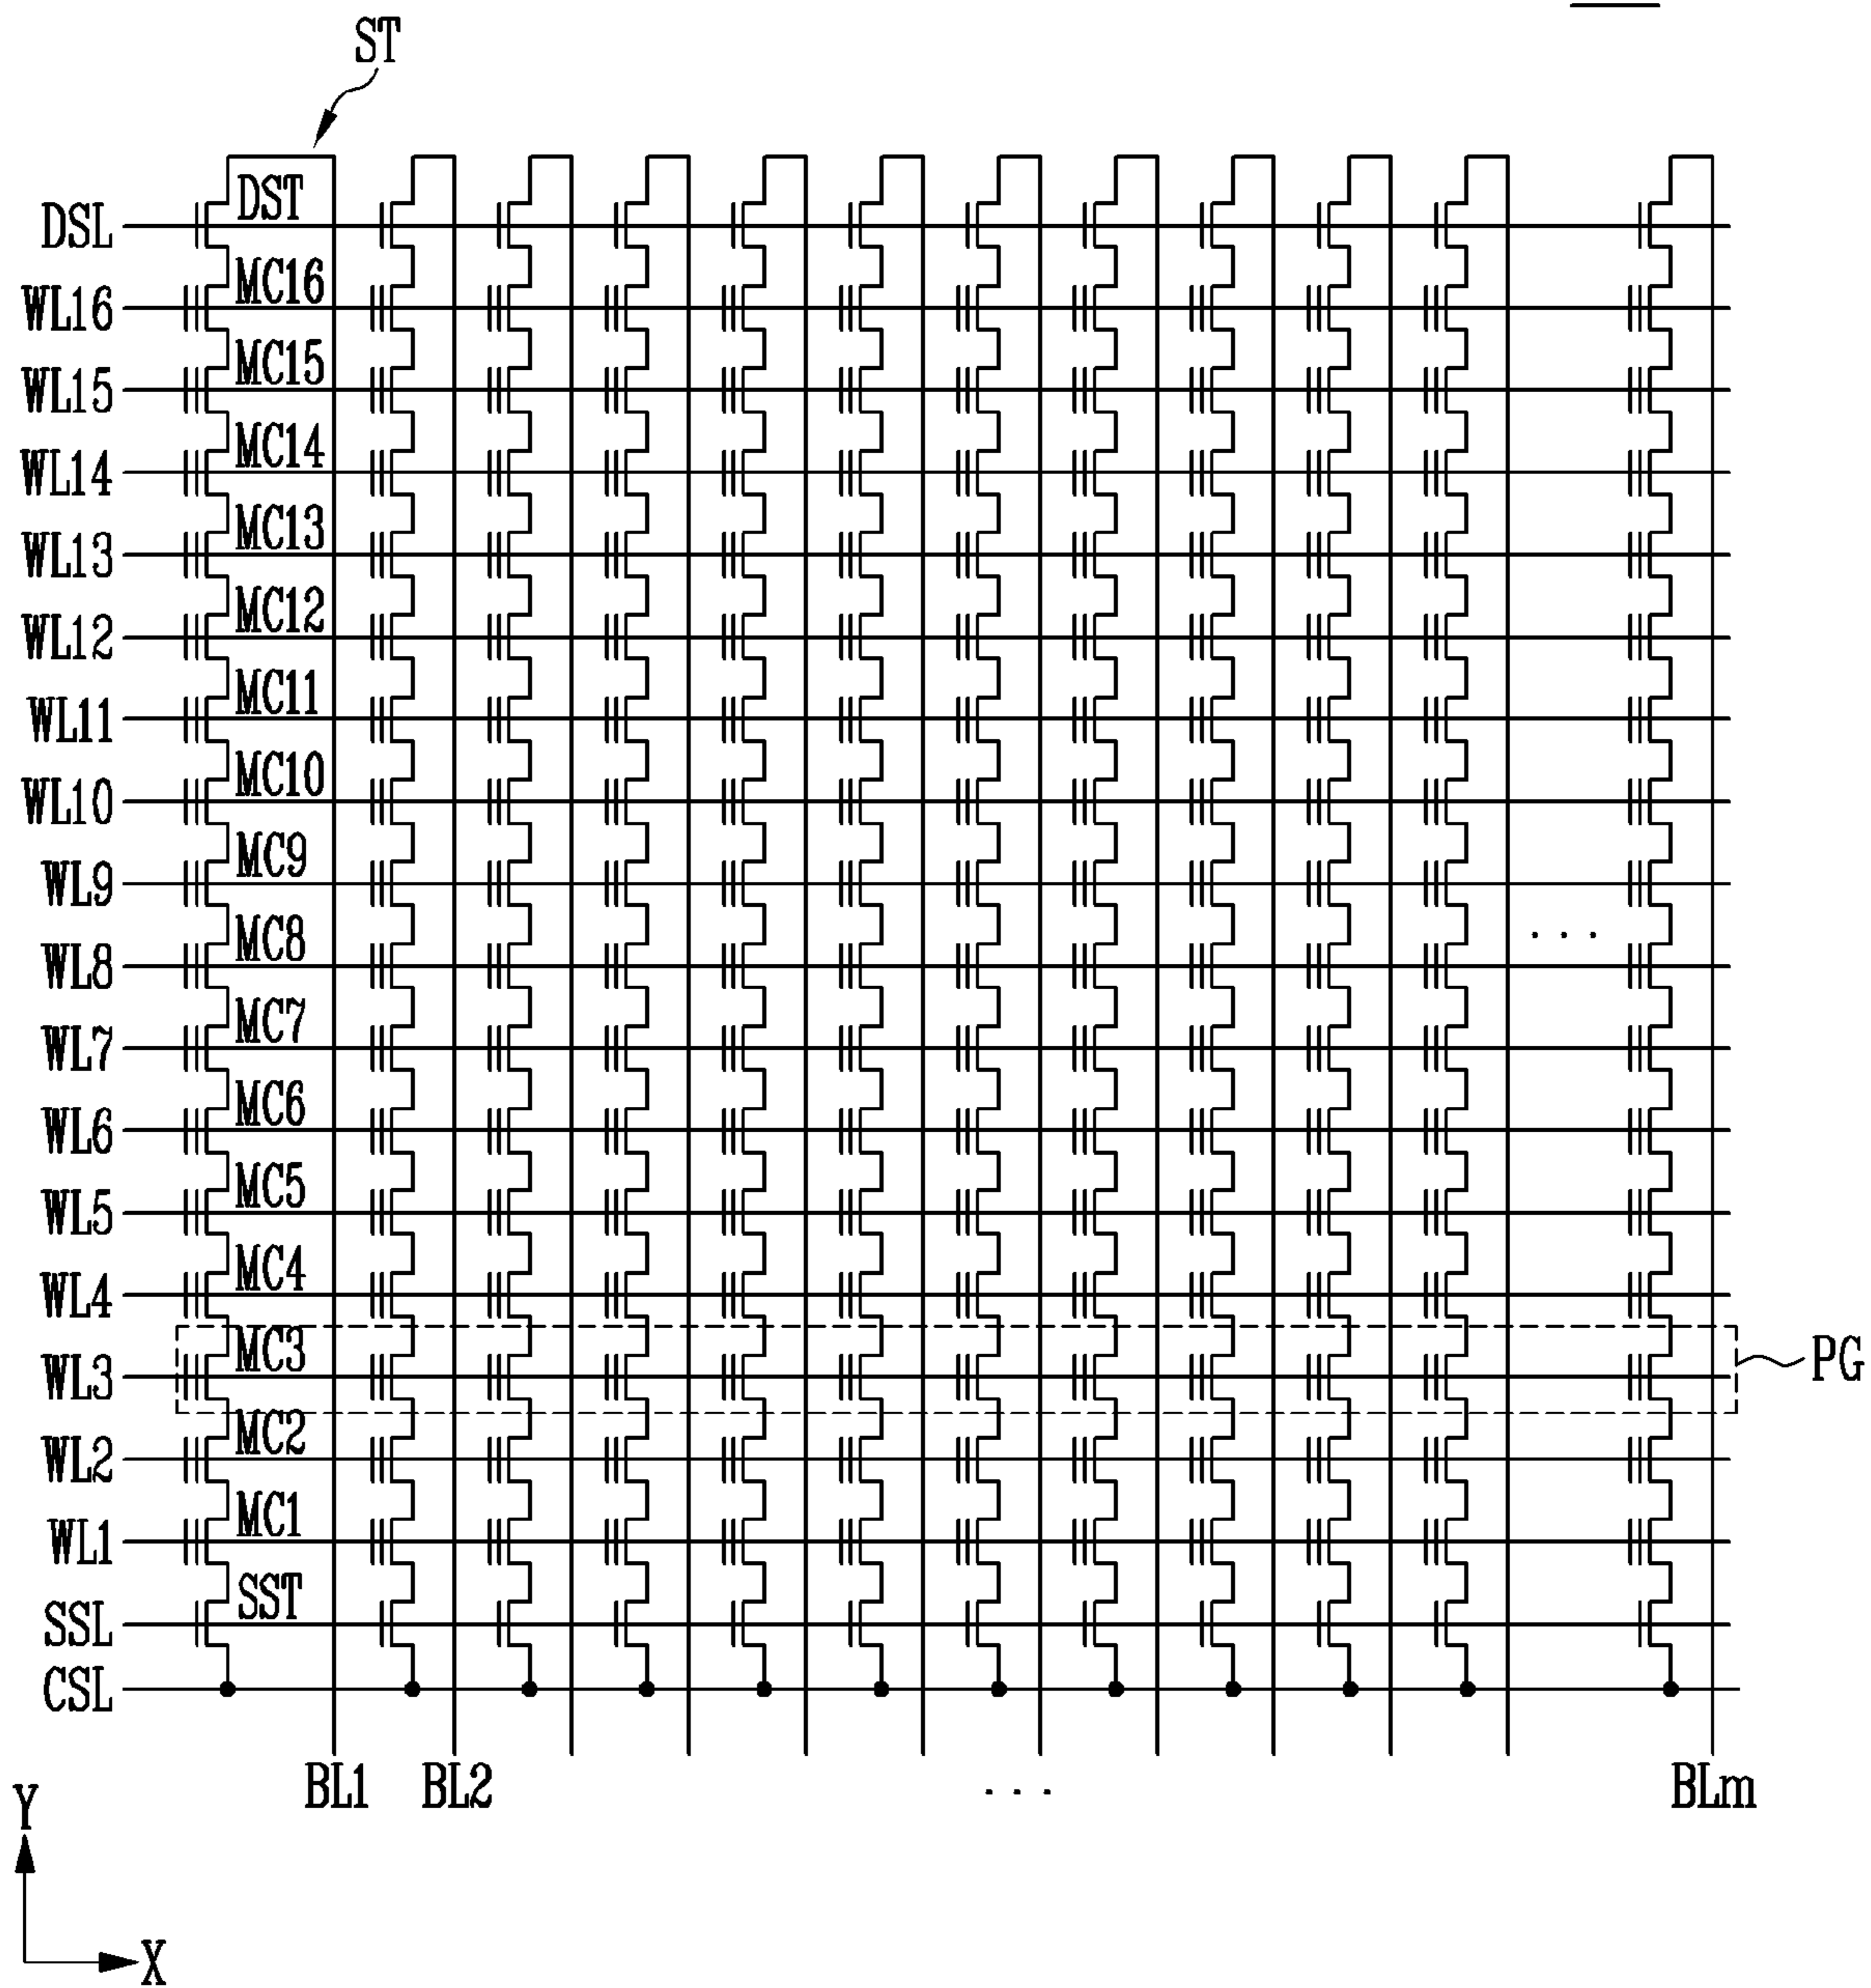 ST
DST
DSL
MC16
WL16
MC15
WL15
MC14
WL14
MC13
WL13
MC12
WL12
MC11
WL11
MC10
WL10
MC9
WL9
MC8
WL8
. . .
MC7
WL7
MC6
WL6
MC5
WL5
MC4
WL4
MC3
WL3
PG
MC2
WL2
MC1
WL1
SST
SSL
CSL
BL1 BL2 . . . BLm
Y
X